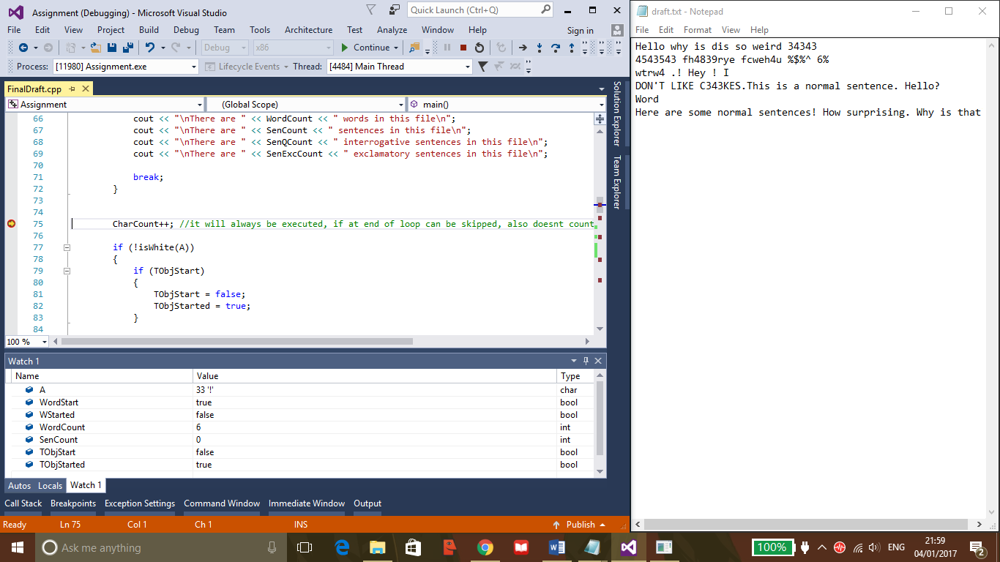 Assignment (Debugging) - Microsoft Visual Studio
Quick Launch (Ctrl+Q)
File Edit View Project Build Debug Team Tools Architecture Test Analyze Window Help Sign in
Debug x86 Continue
Process: [11980] Assignment.exe Lifecycle Events Thread: [4484] Main Thread
FinalDraft.cpp
Assignment (Global Scope) main()
66 cout << "\nThere are " << WordCount << " words in this file\n";
67 cout << "\nThere are " << SenCount << " sentences in this file\n";
68 cout << "\nThere are " << SenQCount << " interrogative sentences in this file\n";
69 cout << "\nThere are " << SenExcCount << " exclamatory sentences in this file\n";
70
71 break;
72 }
73
74
75 CharCount++; //it will always be executed, if at end of loop can be skipped, also doesnt count
76
77 if (!isWhite(A))
78 {
79 if (TObjStart)
80 {
81 TObjStart = false;
82 TObjStarted = true;
83 }
84
100 %
Solution Explorer
Team Explorer
Watch 1
Name Value Type
A 33 '!' char
WordStart true bool
WStarted false bool
WordCount 6 int
SenCount 0 int
TObjStart false bool
TObjStarted true bool
Autos Locals Watch 1
Call Stack Breakpoints Exception Settings Command Window Immediate Window Output
Ready Ln 75 Col 1 Ch 1 INS Publish
draft.txt - Notepad
File Edit Format View Help
Hello why is dis so weird 34343
4543543 fh4839rye fcweh4u %$%^ 6%
wtrw4 .! Hey ! I
DON'T LIKE C343KES.This is a normal sentence. Hello?
Word
Here are some normal sentences! How surprising. Why is that
Ask me anything
100% ENG 21:59
04/01/2017
2